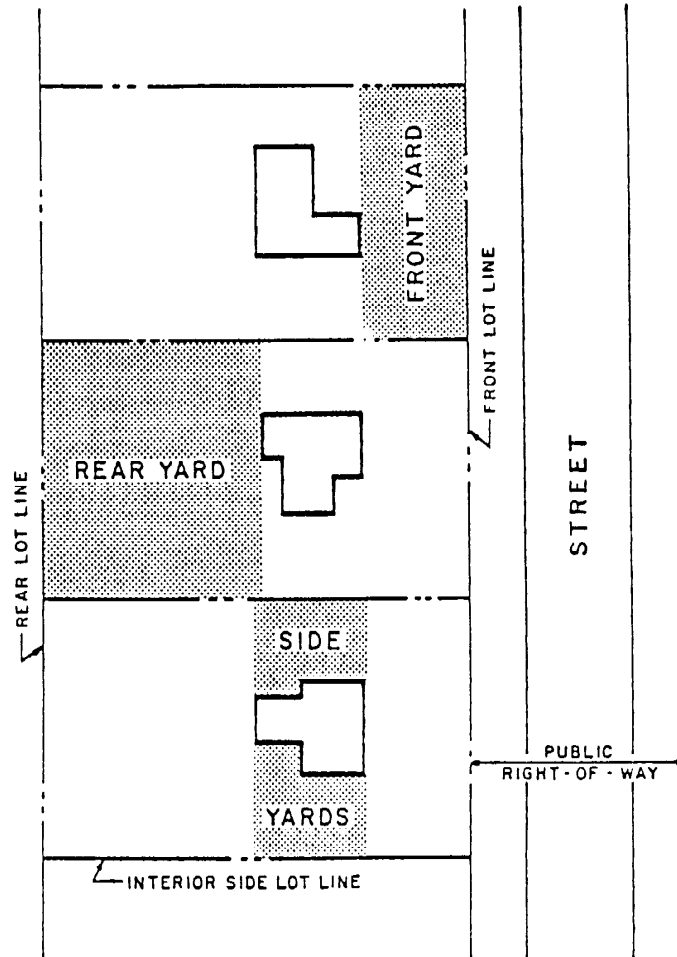 FRONT YARD
FRONT LOT LINE
REAR YARD
STREET
REAR LOT LINE
SIDE
PUBLIC
RIGHT-OF-WAY
YARDS
INTERIOR SIDE LOT LINE